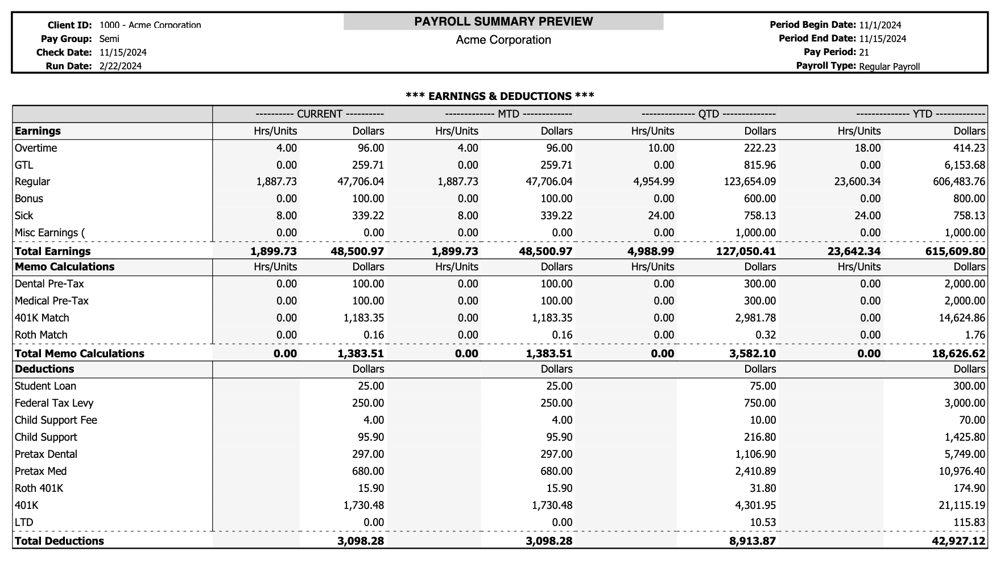 PAYROLL SUMMARY PREVIEW
Acme Corporation
Client ID: 1000 - Acme Corporation
Pay Group: Semi
Check Date: 11/15/2024
Run Date: 2/22/2024
Period Begin Date: 11/1/2024
Period End Date: 11/15/2024
Pay Period: 21
Payroll Type: Regular Payroll
*** EARNINGS & DEDUCTIONS ***
---------- CURRENT ---------- ------------- MTD ------------- -------------- QTD -------------- -------------- YTD -------------
Earnings Hrs/Units Dollars Hrs/Units Dollars Hrs/Units Dollars Hrs/Units Dollars
Overtime 4.00 96.00 4.00 96.00 10.00 222.23 18.00 414.23
GTL 0.00 259.71 0.00 259.71 0.00 815.96 0.00 6,153.68
Regular 1,887.73 47,706.04 1,887.73 47,706.04 4,954.99 123,654.09 23,600.34 606,483.76
Bonus 0.00 100.00 0.00 100.00 0.00 600.00 0.00 800.00
Sick 8.00 339.22 8.00 339.22 24.00 758.13 24.00 758.13
Misc Earnings ( 0.00 0.00 0.00 0.00 0.00 1,000.00 0.00 1,000.00
Total Earnings 1,899.73 48,500.97 1,899.73 48,500.97 4,988.99 127,050.41 23,642.34 615,609.80
Memo Calculations Hrs/Units Dollars Hrs/Units Dollars Hrs/Units Dollars Hrs/Units Dollars
Dental Pre-Tax 0.00 100.00 0.00 100.00 0.00 300.00 0.00 2,000.00
Medical Pre-Tax 0.00 100.00 0.00 100.00 0.00 300.00 0.00 2,000.00
401K Match 0.00 1,183.35 0.00 1,183.35 0.00 2,981.78 0.00 14,624.86
Roth Match 0.00 0.16 0.00 0.16 0.00 0.32 0.00 1.76
Total Memo Calculations 0.00 1,383.51 0.00 1,383.51 0.00 3,582.10 0.00 18,626.62
Deductions Dollars Dollars Dollars Dollars
Student Loan 25.00 25.00 75.00 300.00
Federal Tax Levy 250.00 250.00 750.00 3,000.00
Child Support Fee 4.00 4.00 10.00 70.00
Child Support 95.90 95.90 216.80 1,425.80
Pretax Dental 297.00 297.00 1,106.90 5,749.00
Pretax Med 680.00 680.00 2,410.89 10,976.40
Roth 401K 15.90 15.90 31.80 174.90
401K 1,730.48 1,730.48 4,301.95 21,115.19
LTD 0.00 0.00 10.53 115.83
Total Deductions 3,098.28 3,098.28 8,913.87 42,927.12